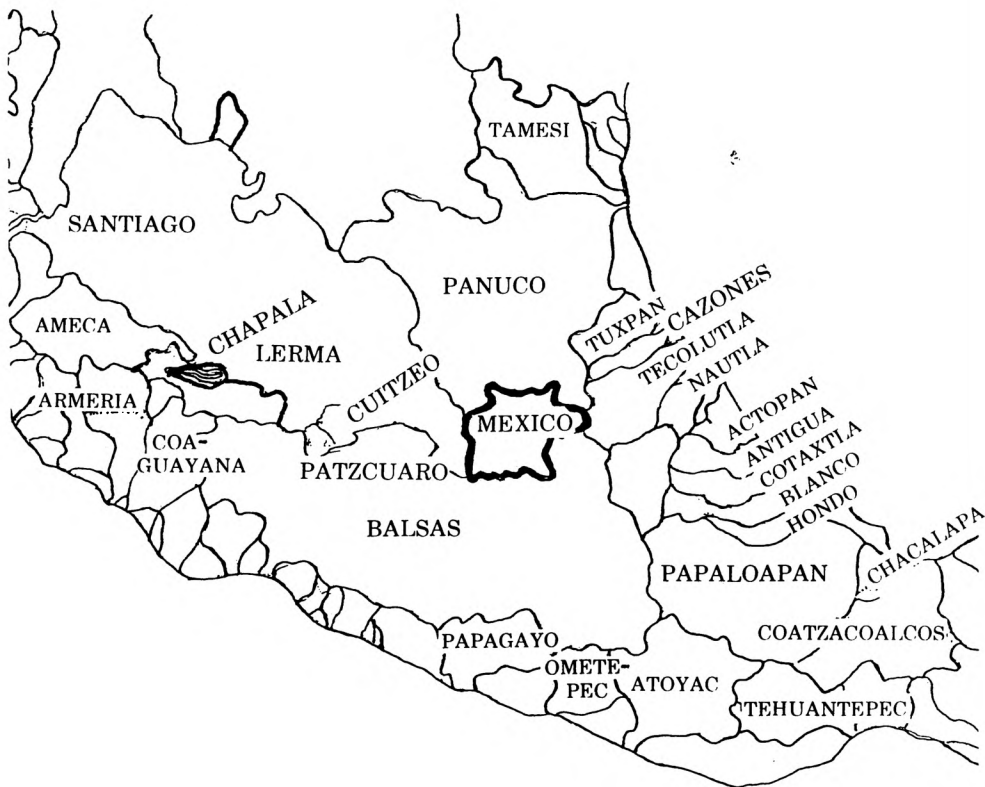 TAMESI
SANTIAGO
PANUCO
CHAPALA
AMECA
LERMA
TUXPAN
CAZONES
TECOLUTLA
NAUTLA
CUITZEO
ARMERIA
MEXICO
ACTOPAN
ANTIGUA
COTAXTLA
BLANCO
HONDO
COA-
GUAYANA
PATZCUARO
BALSAS
CHACALAPA
PAPALOAPAN
COATZACOALCOS
PAPAGAYO
OMETE-
PEC
ATOYAC
TEHUANTEPEC